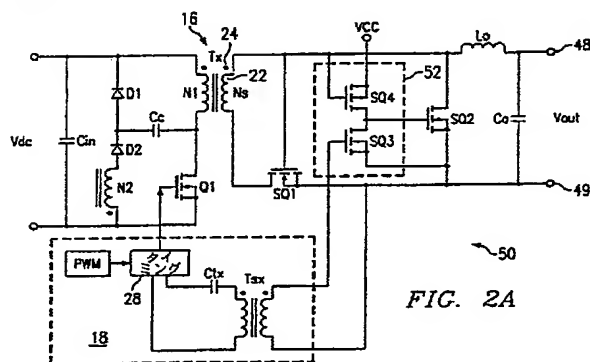 16
24
Tx
VCC
Lo
48
22
52
D1
N1
Ns
SQ4
Vdc
Cin
Cc
SQ2
Co
Vout
D2
SQ3
N2
Q1
SQ1
49
PWM
タイミング
Ctx
Tsx
50
28
18
FIG. 2A